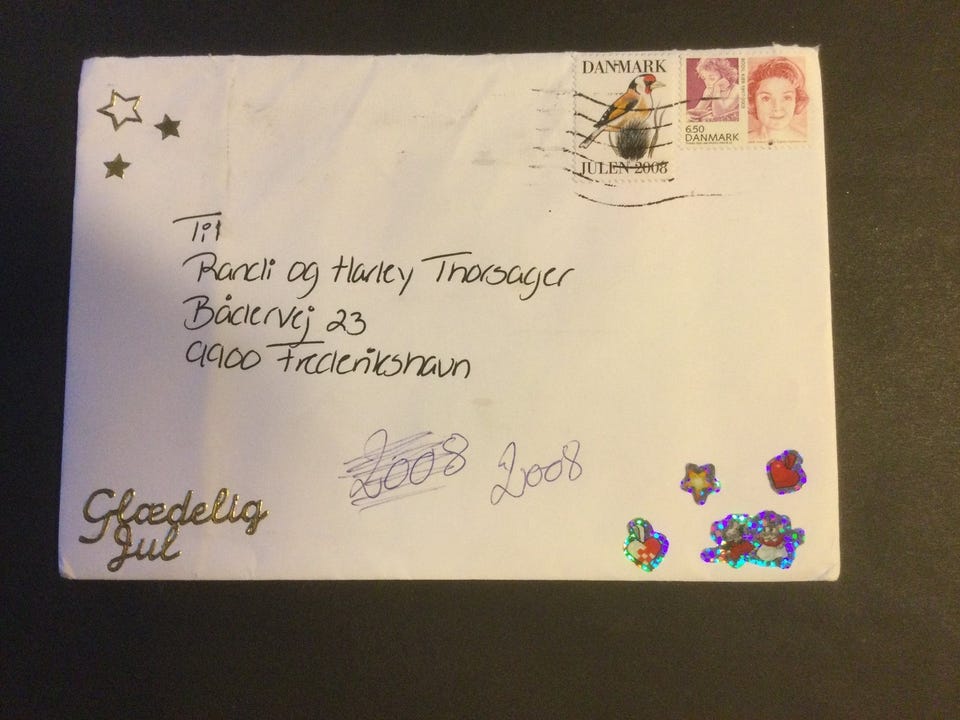 DANMARK
JULEN 2008
6.50
DANMARK
Til
Randi og Harley Thorsager
Bådervej 23
9900 Frederikshavn
2008 2008
Glædelig
Jul